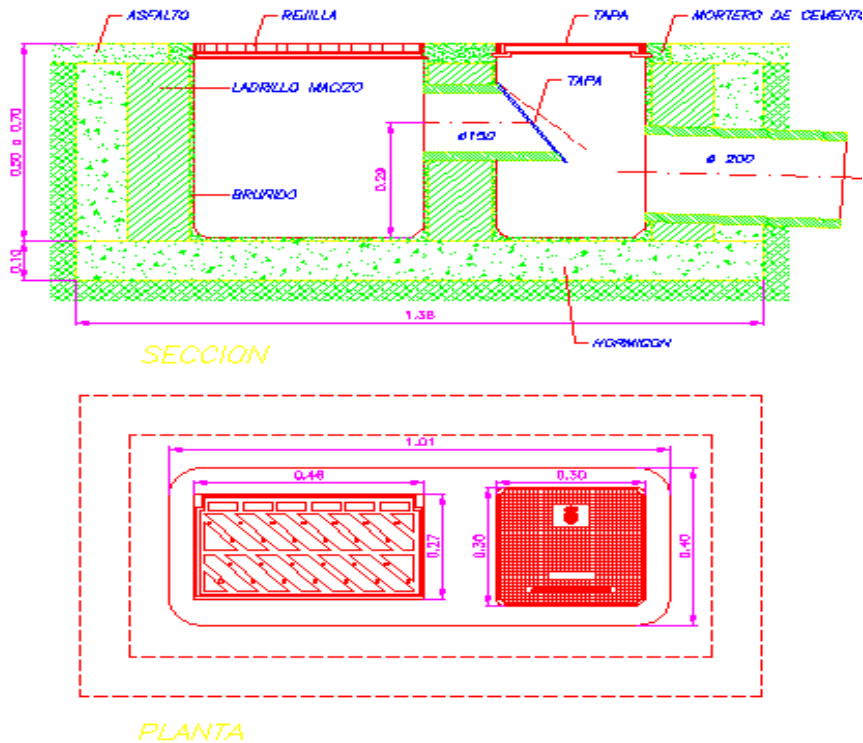 ASFALTO
REJILLA
TAPA
MORTERO DE CEMENTO
LADRILLO MACIZO
TAPA
ø150
ø 200
0.50 o 0.70
0.29
BRUÑIDO
0.10
1.38
HORMIGON
SECCION
1.01
0.46
0.30
0.27
0.30
0.40
PLANTA